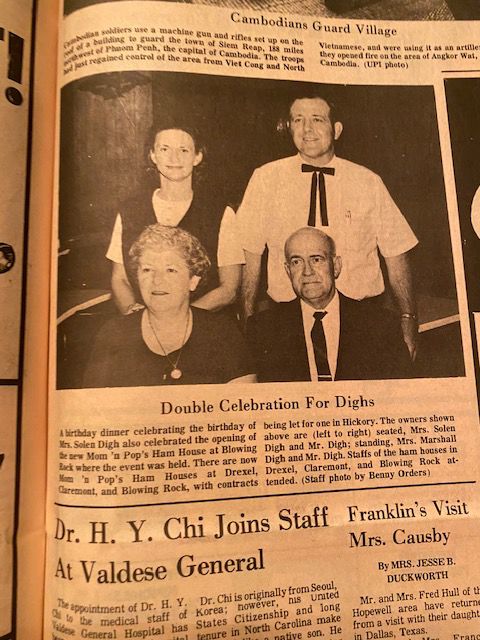 Cambodians Guard Village
Cambodian soldiers use a machine gun and rifles set up on the
of a building to guard the town of Siem Reap, 188 miles
northwest of Phnom Penh, the capital of Cambodia. The troops
had just regained control of the area from Viet Cong and North
Vietnamese, and were using it as an artille
they opened fire on the area of Angkor Wat,
Cambodia. (UPI photo)
Double Celebration For Dighs
A birthday dinner celebrating the birthday of
Mrs. Solen Digh also celebrated the opening of
the new Mom 'n Pop's Ham House at Blowing
Rock where the event was held. There are now
Mom 'n Pop's Ham Houses at Drexel,
Claremont, and Blowing Rock, with contracts
being let for one in Hickory. The owners shown
above are (left to right) seated, Mrs. Solen
Digh and Mr. Digh; standing, Mrs. Marshall
Digh and Mr. Digh. Staffs of the ham houses in
Drexel, Claremont, and Blowing Rock at-
tended. (Staff photo by Benny Orders)
Dr. H. Y. Chi Joins Staff
At Valdese General
The appointment of Dr. H. Y.
Chi to the medical staff of
Valdese General Hospital has
Dr. Chi is originally from Seoul,
Korea; however, his United
States Citizenship and long
tenure in North Carolina make
a native son. He
Franklin's Visit
Mrs. Causby
By MRS. JESSE B.
DUCKWORTH
Mr. and Mrs. Fred Hull of the
Hopewell area have returne
from a visit with their daught
in Dallas, Texas.